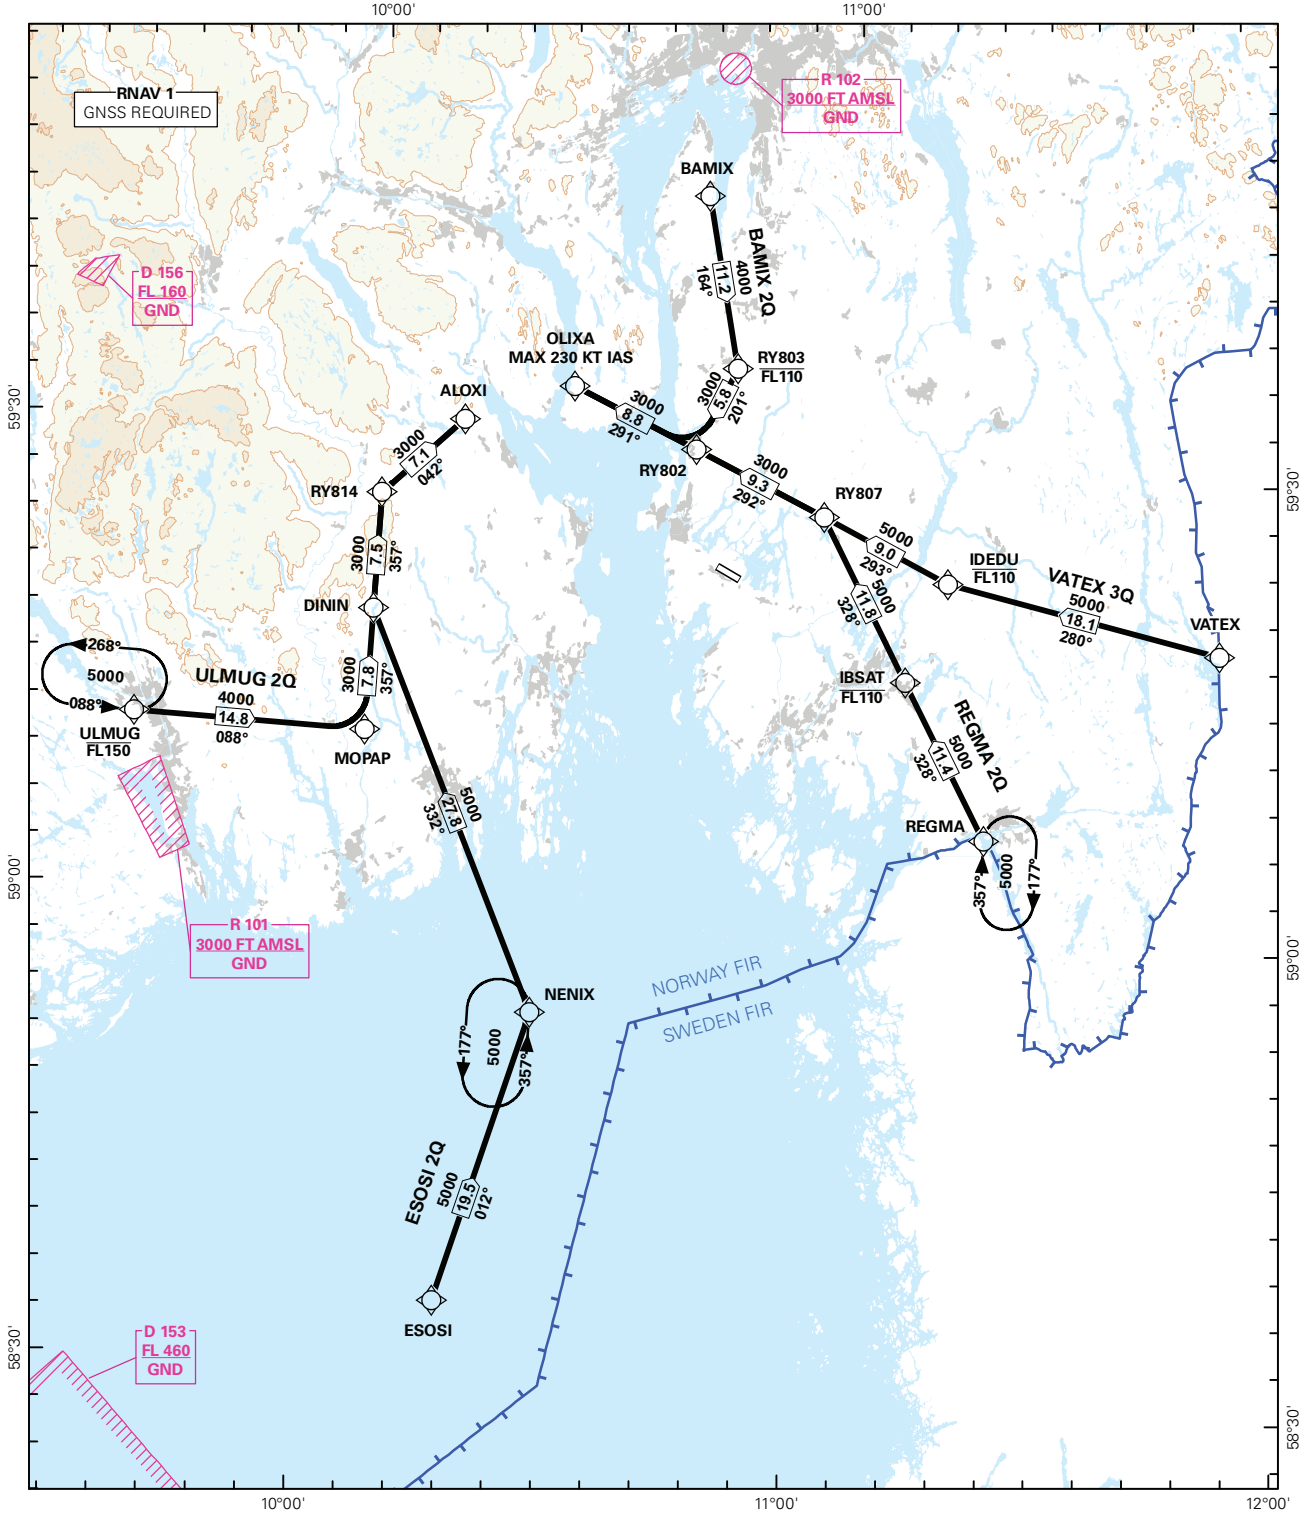 10°00'
11°00'
RNAV 1
GNSS REQUIRED
R 102
3000 FT AMSL
GND
BAMIX
BAMIX 2Q
4000
11.2
164°
D 156
FL 160
GND
OLIXA
MAX 230 KT IAS
RY803
FL110
3000
5.8
201°
ALOXI
3000
8.8
291°
59°30'
3000
7.1
042°
RY802
3000
9.3
292°
RY814
RY807
59°30'
3000
7.5
357°
5000
9.0
293°
IDEDU
FL110
VATEX 3Q
5000
18.1
280°
VATEX
DININ
5000
11.8
328°
268°
5000
088°
ULMUG 2Q
4000
14.8
088°
3000
7.8
357°
IBSAT
FL110
ULMUG
FL150
MOPAP
REGMA 2Q
5000
11.4
328°
5000
27.8
332°
REGMA
357°
5000
177°
59°00'
R 101
3000 FT AMSL
GND
59°00'
NORWAY FIR
SWEDEN FIR
NENIX
177°
5000
357°
ESOSI 2Q
5000
19.5
012°
ESOSI
D 153
FL 460
GND
58°30'
58°30'
10°00'
11°00'
12°00'